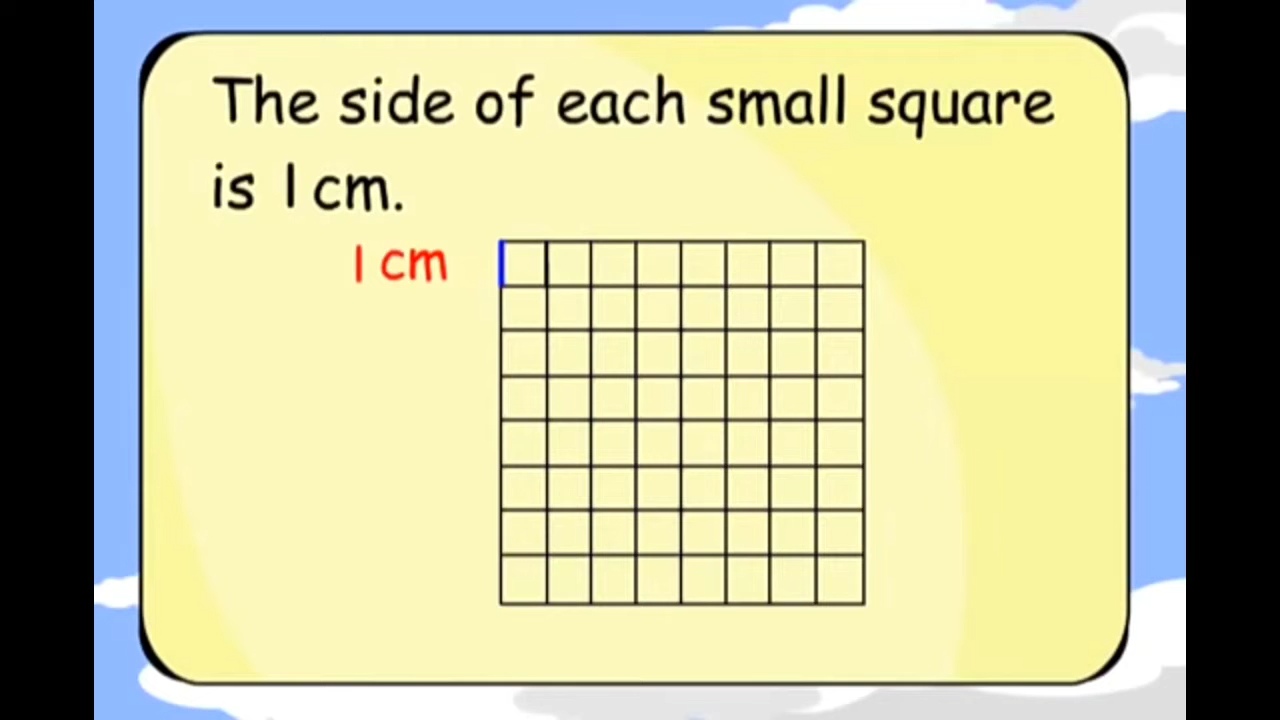 The side of each small square
is 1 cm.
1 cm